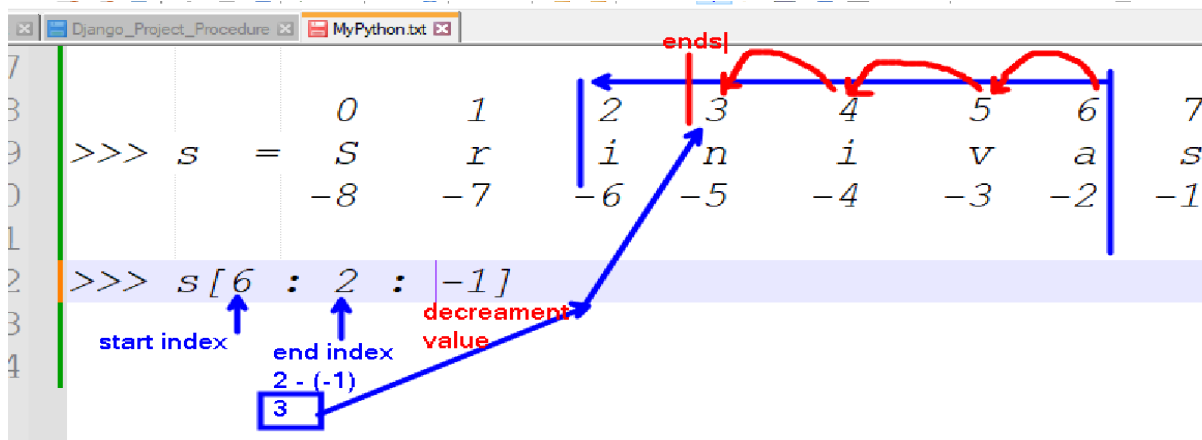 Django_Project_Procedure MyPython.txt
ends|
7
3 0 1 2 3 4 5 6 7
9 >>> s = S r i n i v a s
0 -8 -7 -6 -5 -4 -3 -2 -1
1
2 >>> s[6 : 2 : -1]
3 decreament
start index value
end index
4 2 - (-1)
3